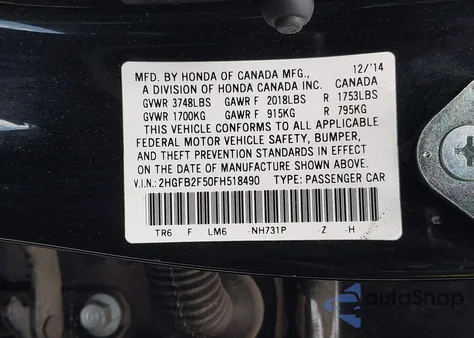 MFD. BY HONDA OF CANADA MFG., 12/'14
A DIVISION OF HONDA CANADA INC. CANADA
GVWR 3748LBS GAWR F 2018LBS R 1753LBS
GVWR 1700KG GAWR F 915KG R 795KG
THIS VEHICLE CONFORMS TO ALL APPLICABLE
FEDERAL MOTOR VEHICLE SAFETY, BUMPER,
AND THEFT PREVENTION STANDARDS IN EFFECT
ON THE DATE OF MANUFACTURE SHOWN ABOVE.
V.I.N.: 2HGFB2F50FH518490 TYPE: PASSENGER CAR
TR6 F LM6 -NH731P -Z -H
autoSnap